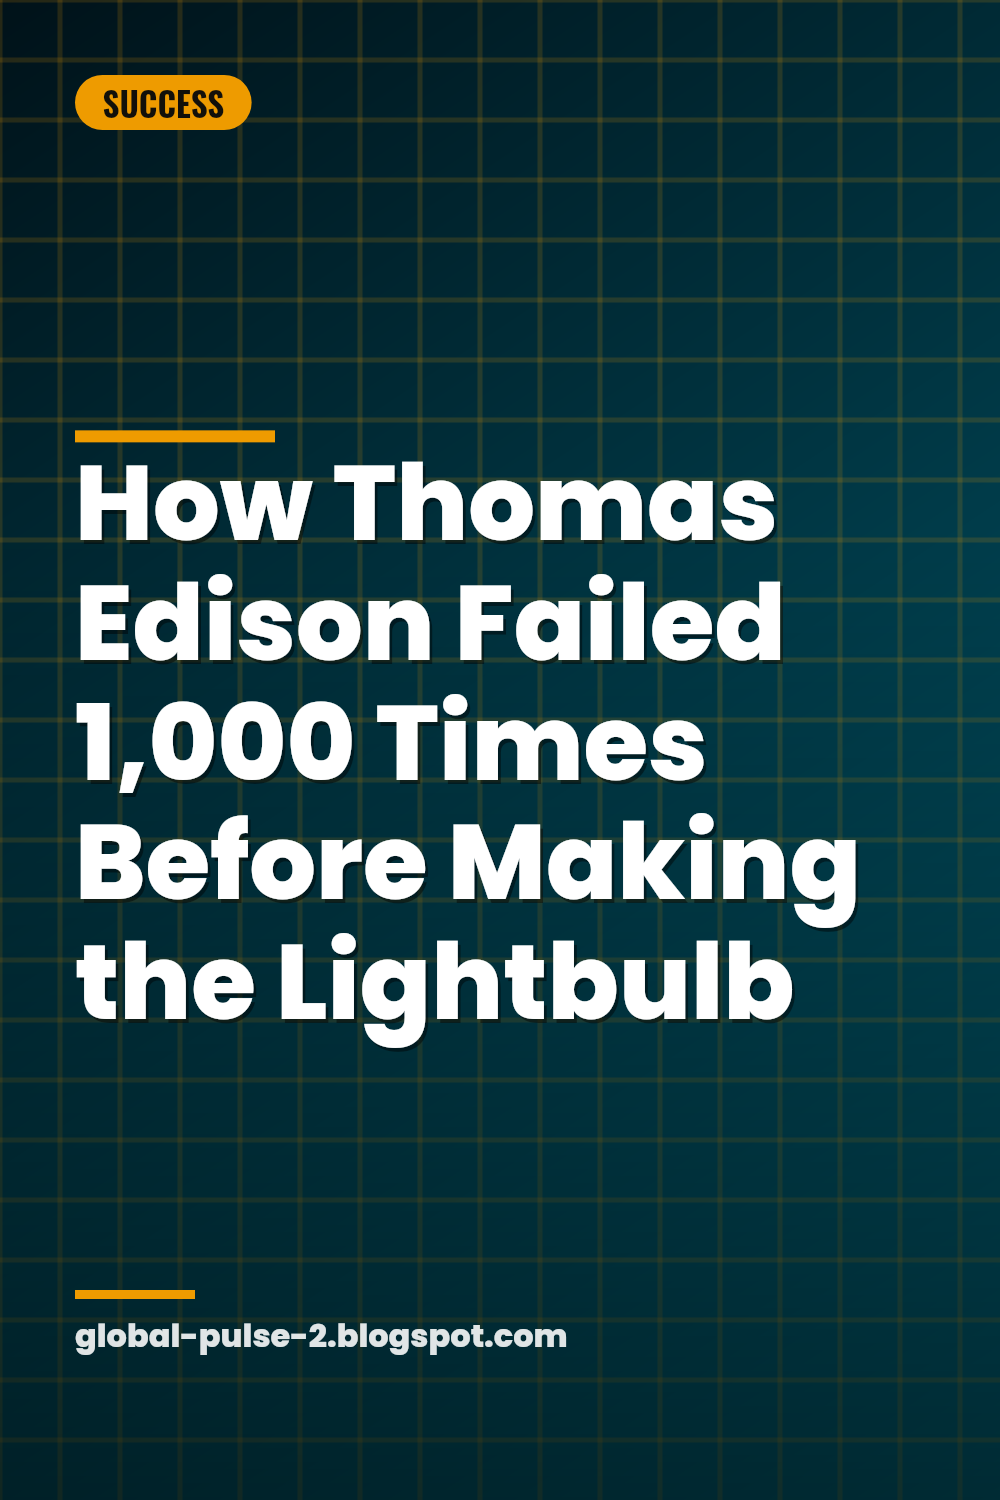 SUCCESS
How Thomas
Edison Failed
1,000 Times
Before Making
the Lightbulb
global-pulse-2.blogspot.com